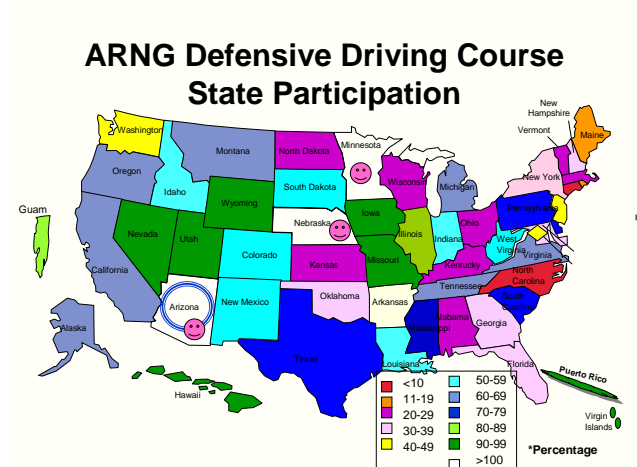 ARNG Defensive Driving Course
State Participation
New
Hampshire
Vermont
Maine
Washington
Montana
North Dakota
Minnesota
Oregon
Idaho
South Dakota
Wisconsin
Michigan
New York
Guam
Wyoming
Nebraska
Iowa
Pennsylvania
Nevada
Utah
Colorado
Illinois
Indiana
Ohio
West
Virginia
Virginia
California
Kansas
Missouri
Kentucky
North
Carolina
Tennessee
Arizona
New Mexico
Oklahoma
Arkansas
South
Carolina
Alaska
Texas
Mississippi
Alabama
Georgia
Louisiana
Florida
Hawaii
Puerto Rico
Virgin
Islands
<10
11-19
20-29
30-39
40-49
50-59
60-69
70-79
80-89
90-99
>100
*Percentage